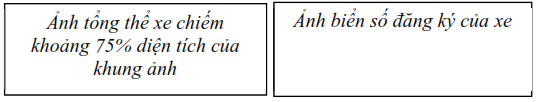 Ảnh tổng thể xe chiếm
khoảng 75% diện tích của
khung ảnh
Ảnh biển số đăng ký của xe